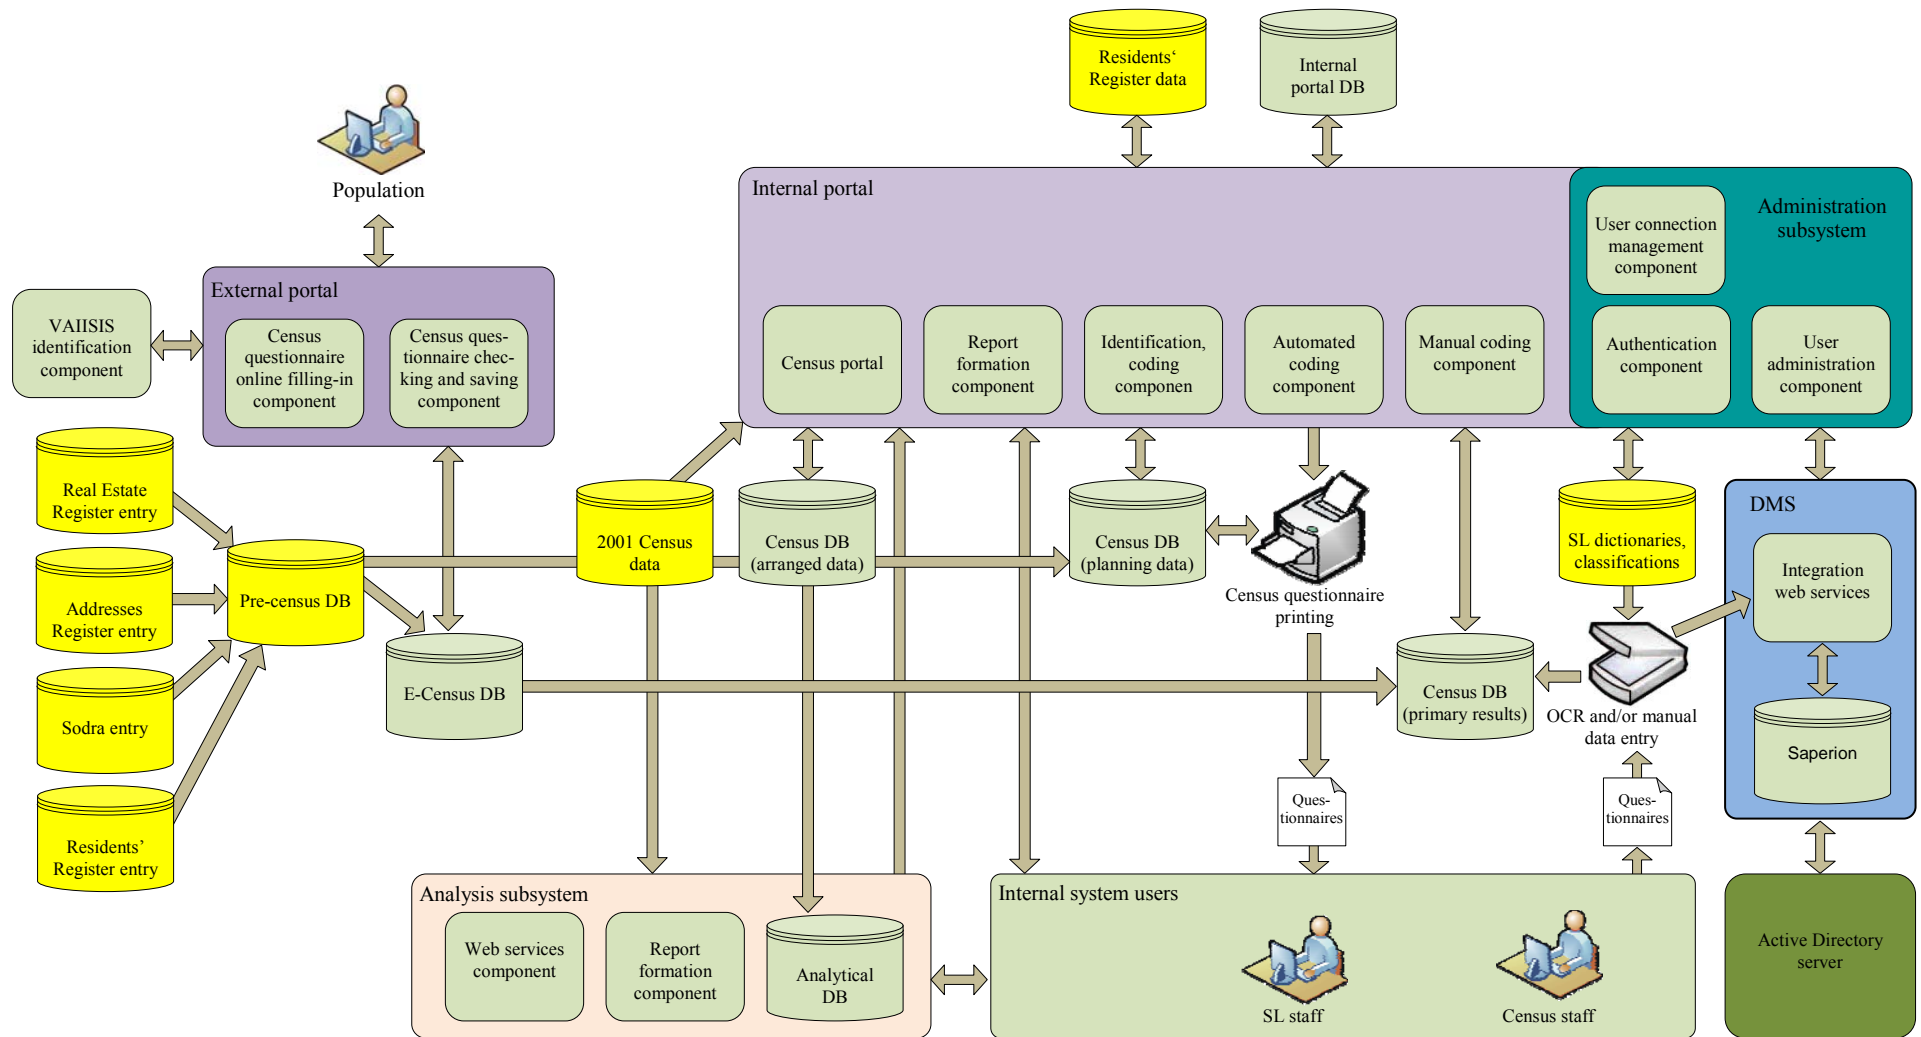 Residents‘
Register data
Internal
portal DB
Population
Internal portal
Administration
subsystem
User connection
management
component
External portal
VAIISIS
identification
component
Census
questionnaire
online filling-in
component
Census ques-
tionnaire chec-
king and saving
component
Census portal
Report
formation
component
Identification,
coding
componen
Automated
coding
component
Manual coding
component
Authentication
component
User
administration
component
Real Estate
Register entry
2001 Census
data
Census DB
(arranged data)
Census DB
(planning data)
SL dictionaries,
classifications
DMS
Integration
web services
Addresses
Register entry
Pre-census DB
Census questionnaire
printing
E-Census DB
Census DB
(primary results)
OCR and/or manual
data entry
Sodra entry
Saperion
Ques-
tionnaires
Ques-
tionnaires
Residents’
Register entry
Analysis subsystem
Internal system users
Web services
component
Report
formation
component
Analytical
DB
SL staff
Census staff
Active Directory
server